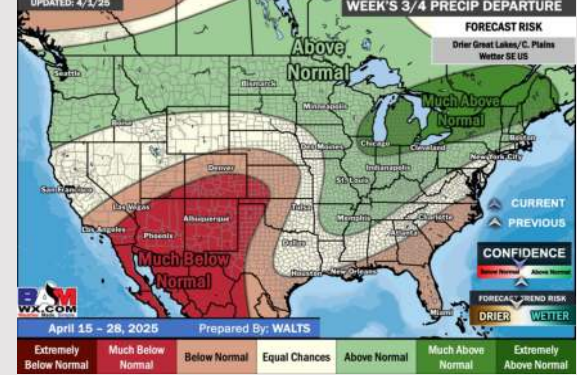 UPDATED: 4/1/25
WEEK'S 3/4 PRECIP DEPARTURE
FORECAST RISK
Drier Great Lakes/C. Plains
Wetter SE US
Above
Normal
Seattle
Bismarck
Minneapolis
Much Above
Normal
Boise
Boston
Chicago
Cleveland
New York City
Des Moines
Indianapolis
Denver
St. Louis
San Francisco
Las Vegas
Tulsa
Memphis
Charlotte
CURRENT
PREVIOUS
Los Angeles
Albuquerque
Atlanta
Phoenix
Dallas
Much Below
Normal
Houston
New Orleans
CONFIDENCE
Below Normal
Above Normal
Miami
FORECAST TREND RISK
DRIER
WETTER
BAM
WX.COM
April 15 – 28, 2025
Prepared By: WALTS
Extremely
Below Normal
Much Below
Normal
Below Normal
Equal Chances
Above Normal
Much Above
Normal
Extremely
Above Normal